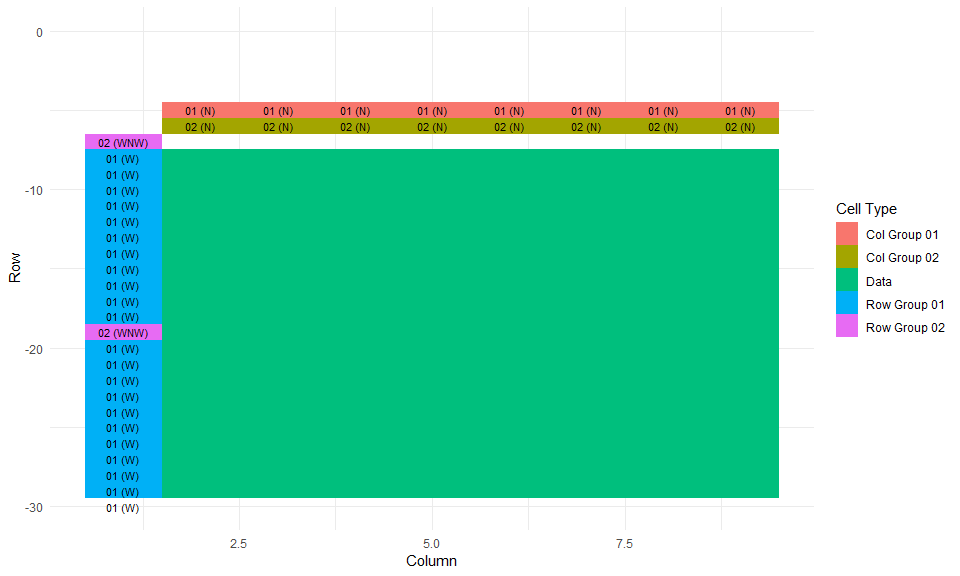 0
-10
-20
-30
Row
01 (N) 01 (N) 01 (N) 01 (N) 01 (N) 01 (N) 01 (N) 01 (N)
02 (N) 02 (N) 02 (N) 02 (N) 02 (N) 02 (N) 02 (N) 02 (N)
02 (WNW)
01 (W)
01 (W)
01 (W)
01 (W)
01 (W)
01 (W)
01 (W)
01 (W)
01 (W)
01 (W)
01 (W)
02 (WNW)
01 (W)
01 (W)
01 (W)
01 (W)
01 (W)
01 (W)
01 (W)
01 (W)
01 (W)
01 (W)
01 (W)
2.5 5.0 7.5
Column
Cell Type
Col Group 01
Col Group 02
Data
Row Group 01
Row Group 02